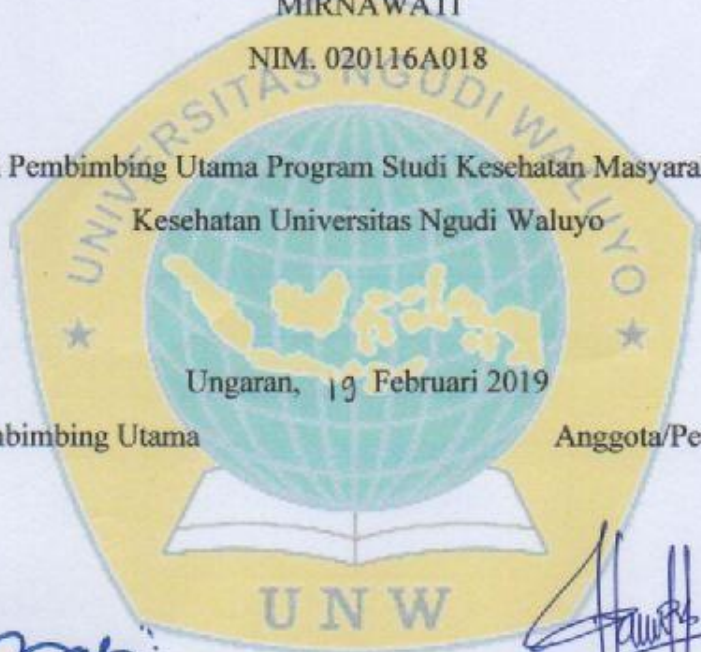 MIRNAWATI
NIM. 020116A018
UNIVERSITAS NGUDI WALUYO
Pembimbing Utama Program Studi Kesehatan Masyara
Kesehatan Universitas Ngudi Waluyo
Ungaran, 19 Februari 2019
mbimbing Utama Anggota/Pe
UNW